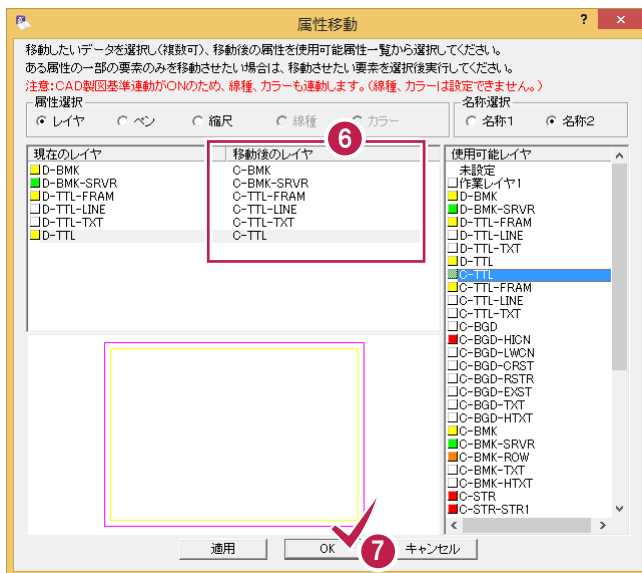 属性移動
? ×
移動したいデータを選択し(複数可)、移動後の属性を使用可能属性一覧から選択してください。
ある属性の一部の要素のみを移動させたい場合は、移動させたい要素を選択後実行してください。
注意:CAD製図基準連動がONのため、線種、カラーも連動します。(線種、カラーは設定できません。)
属性選択
レイヤ ペン 縮尺 線種 カラー
名称選択
名称1 名称2
6
現在のレイヤ 移動後のレイヤ
D-BMK C-BMK
D-BMK-SRVR C-BMK-SRVR
D-TTL-FRAM C-TTL-FRAM
D-TTL-LINE C-TTL-LINE
D-TTL-TXT C-TTL-TXT
D-TTL C-TTL
使用可能レイヤ
未設定
作業レイヤ1
D-BMK
D-BMK-SRVR
D-TTL-FRAM
D-TTL-LINE
D-TTL-TXT
D-TTL
C-TTL
C-TTL-FRAM
C-TTL-LINE
C-TTL-TXT
C-BGD
C-BGD-HICN
C-BGD-LWCN
C-BGD-CRST
C-BGD-RSTR
C-BGD-EXST
C-BGD-TXT
C-BGD-HTXT
C-BMK
C-BMK-SRVR
C-BMK-ROW
C-BMK-TXT
C-BMK-HTXT
C-STR
C-STR-STR1
適用 OK キャンセル
7